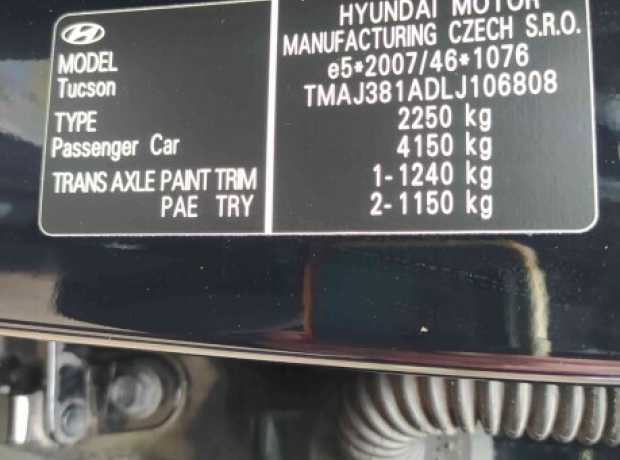 MODEL
Tucson
TYPE
Passenger Car
TRANS AXLE PAINT TRIM
PAE TRY
HYUNDAI MOTOR
MANUFACTURING CZECH S.R.O.
e5*2007/46*1076
TMAJ381ADLJ106808
2250 kg
4150 kg
1-1240 kg
2-1150 kg